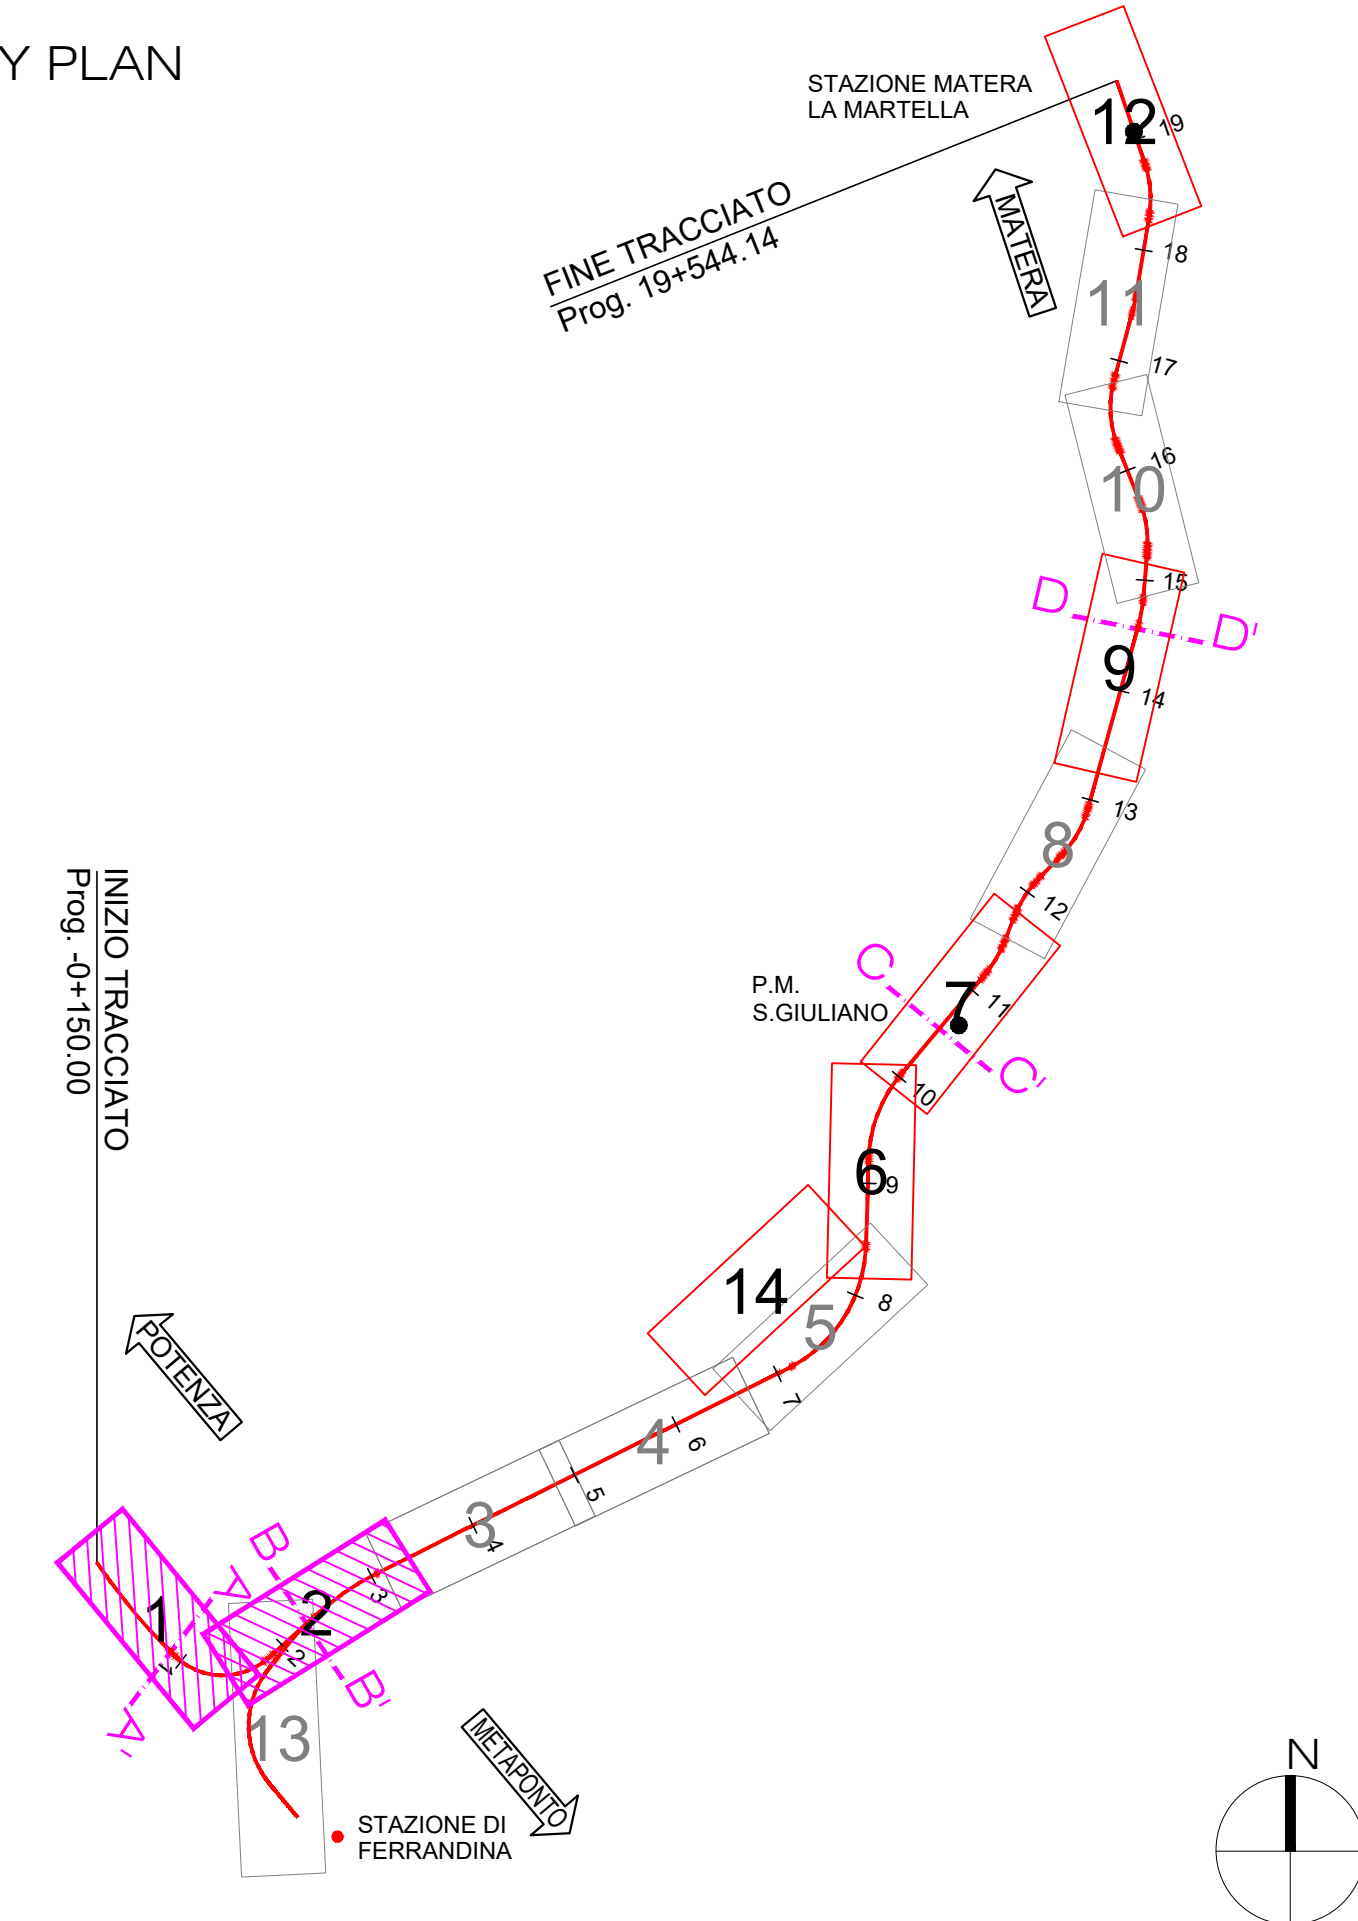 Y PLAN
STAZIONE MATERA
LA MARTELLA
12
19
FINE TRACCIATO
Prog. 19+544.14
MATERA
18
11
17
16
10
15
D
D'
9
14
13
8
12
C
P.M.
S.GIULIANO
7
11
C'
10
INIZIO TRACCIATO
Prog. -0+150.00
6
9
14
8
5
POTENZA
7
4
6
5
3
4
B
A
3
1
2
2
1
B'
A'
13
METAPONTO
N
STAZIONE DI
FERRANDINA